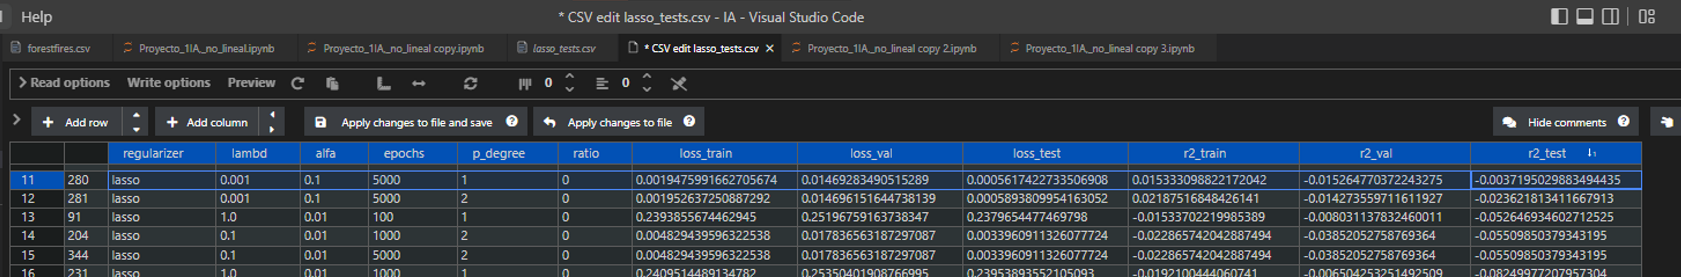 Help
* CSV edit lasso_tests.csv - IA - Visual Studio Code
forestfires.csv Proyecto_1IA_no_lineal.ipynb Proyecto_1IA_no_lineal copy.ipynb lasso_tests.csv * CSV edit lasso_tests.csv × Proyecto_1IA_no_lineal copy 2.ipynb Proyecto_1IA_no_lineal copy 3.ipynb
Read options Write options Preview 0 0
+ Add row + Add column Apply changes to file and save ? Apply changes to file ? Hide comments ?
regularizer lambd alfa epochs p_degree ratio loss_train loss_val loss_test r2_train r2_val r2_test ↓1
11 280 lasso 0.001 0.1 5000 1 0 0.0019475991662705674 0.01469283490515289 0.0005617422733506908 0.015333098822172042 -0.015264770372243275 -0.0037195029883494435
12 281 lasso 0.001 0.1 5000 2 0 0.001952637250887292 0.014696151644738139 0.0005893809954163052 0.02187516848426141 -0.014273559711611927 -0.023621813411667913
13 91 lasso 1.0 0.01 100 1 0 0.2393855674462945 0.25196759163738347 0.2379654477469798 -0.01533702219985389 -0.008031137832460011 -0.052646934602712525
14 204 lasso 0.1 0.01 1000 2 0 0.004829439596322538 0.017836563187297087 0.0033960911326077724 -0.022865742042887494 -0.03852052758769364 -0.05509850379343195
15 344 lasso 0.1 0.01 5000 2 0 0.004829439596322538 0.017836563187297087 0.0033960911326077724 -0.022865742042887494 -0.03852052758769364 -0.05509850379343195
16 231 lasso 1.0 0.01 1000 1 0 0.2409514489134782 0.25350401908766995 0.23953893552105093 -0.0192100444060741 -0.006504253251492509 -0.08249977207957304